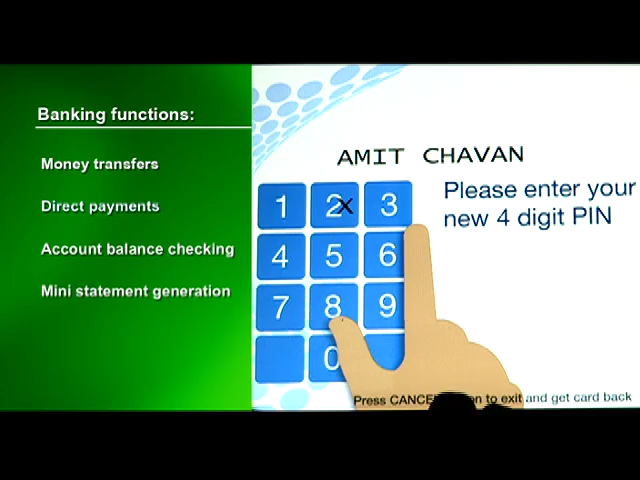 Banking functions:
Money transfers
Direct payments
Account balance checking
Mini statement generation
AMIT CHAVAN
Please enter your
new 4 digit PIN
1 2 x 3
4 5 6
7 8 9
0
Press to exit and get card back